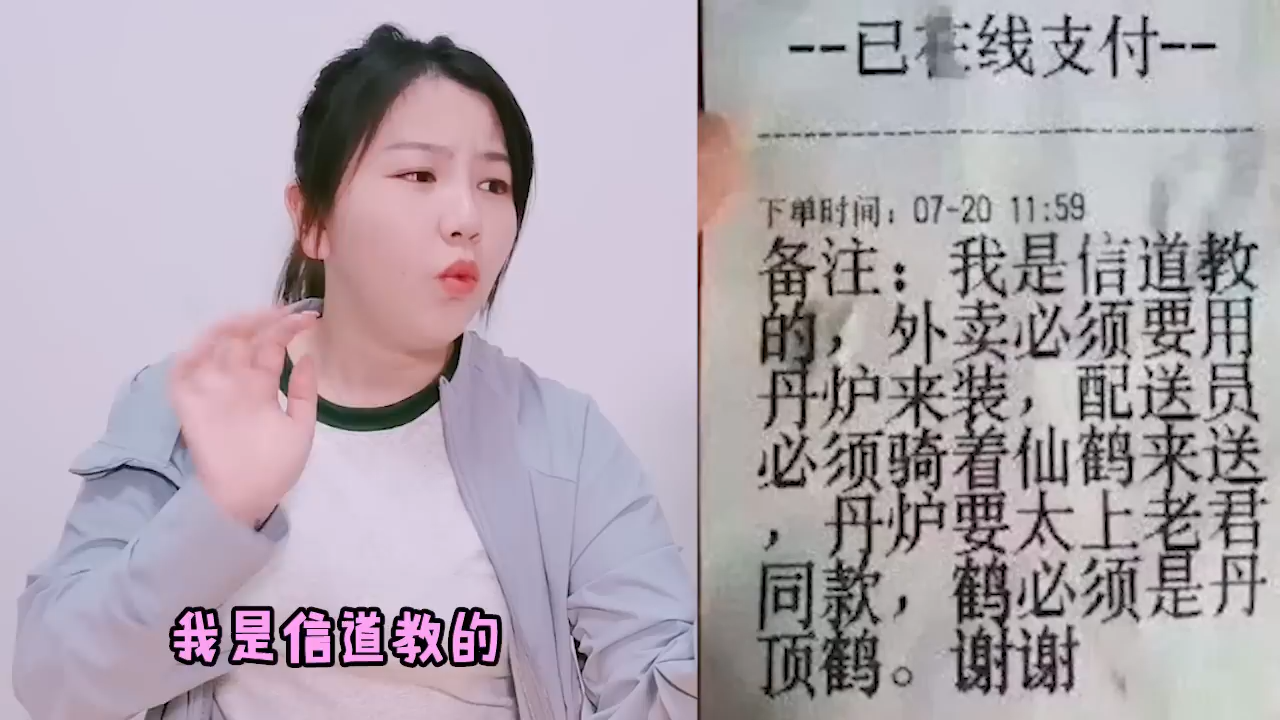 --已在线支付--
下单时间：07-20 11:59
备注：我是信道教
的，外卖必须要用
丹炉来装，配送员
必须骑着仙鹤来送
，丹炉要太上老君
同款，鹤必须是丹
顶鹤。谢谢
我是信道教的